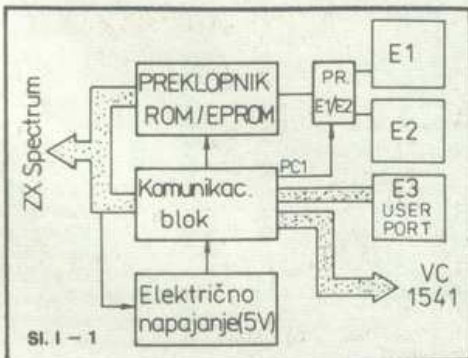 ZX Spectrum
PREKLOPNIK
ROM/EPROM
PR.
E1/E2
E1
E2
PC1
Komunikac.
blok
E3
USER
PORT
VC
1541
Električno
napajanje(5V)
Sl. I – 1